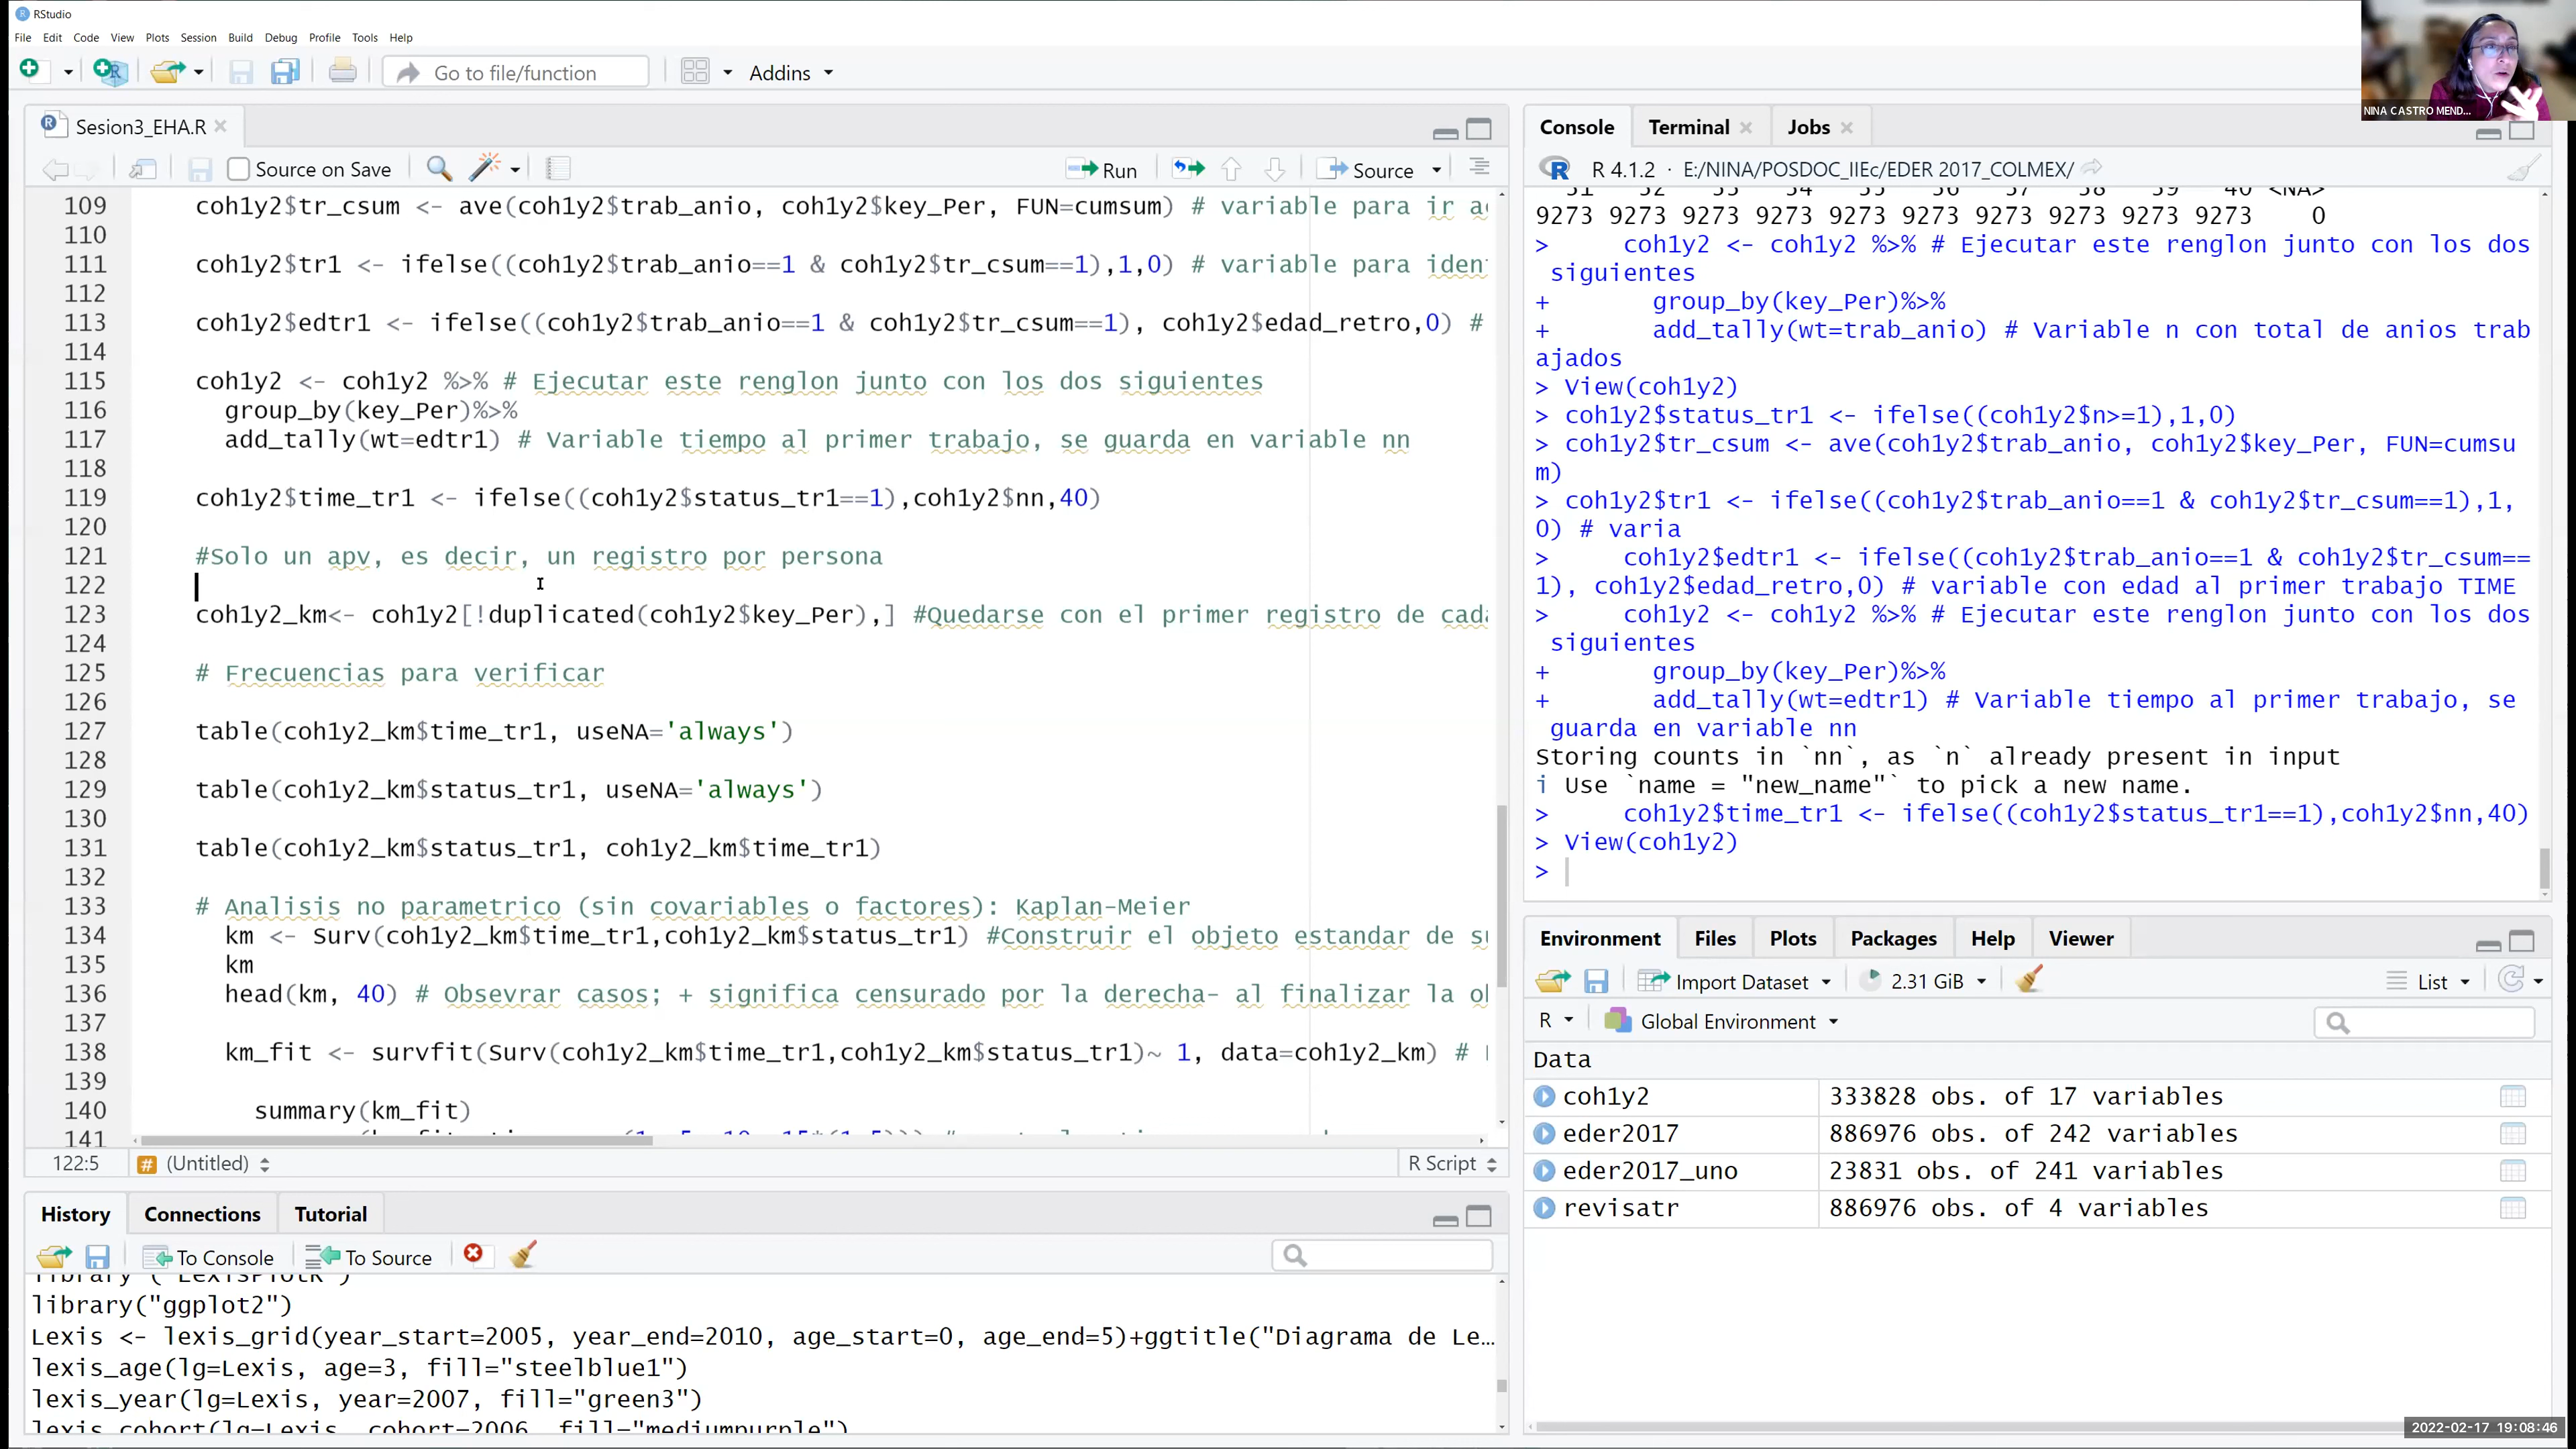 RStudio
File Edit Code View Plots Session Build Debug Profile Tools Help
Go to file/function Addins
NINA CASTRO MEND...
Sesion3_EHA.R
Source on Save Run Source
109 coh1y2$tr_csum <- ave(coh1y2$trab_anio, coh1y2$key_Per, FUN=cumsum) # variable para ir
110
111 coh1y2$tr1 <- ifelse((coh1y2$trab_anio==1 & coh1y2$tr_csum==1),1,0) # variable para iden
112
113 coh1y2$edtr1 <- ifelse((coh1y2$trab_anio==1 & coh1y2$tr_csum==1), coh1y2$edad_retro,0) #
114
115 coh1y2 <- coh1y2 %>% # Ejecutar este renglon junto con los dos siguientes
116 group_by(key_Per)%>%
117 add_tally(wt=edtr1) # Variable tiempo al primer trabajo, se guarda en variable nn
118
119 coh1y2$time_tr1 <- ifelse((coh1y2$status_tr1==1),coh1y2$nn,40)
120
121 #Solo un apv, es decir, un registro por persona
122
123 coh1y2_km<- coh1y2[!duplicated(coh1y2$key_Per),] #Quedarse con el primer registro de cada
124
125 # Frecuencias para verificar
126
127 table(coh1y2_km$time_tr1, useNA='always')
128
129 table(coh1y2_km$status_tr1, useNA='always')
130
131 table(coh1y2_km$status_tr1, coh1y2_km$time_tr1)
132
133 # Analisis no parametrico (sin covariables o factores): Kaplan-Meier
134 km <- Surv(coh1y2_km$time_tr1,coh1y2_km$status_tr1) #Construir el objeto estandar de su
135 km
136 head(km, 40) # Obsevrar casos; + significa censurado por la derecha- al finalizar la
137
138 km_fit <- survfit(Surv(coh1y2_km$time_tr1,coh1y2_km$status_tr1)~ 1, data=coh1y2_km) #
139
140 summary(km_fit)
141
122:5 (Untitled) R Script
History Connections Tutorial
To Console To Source
library("ggplot2")
Lexis <- lexis_grid(year_start=2005, year_end=2010, age_start=0, age_end=5)+ggtitle("Diagrama de Le...
lexis_age(lg=Lexis, age=3, fill="steelblue1")
lexis_year(lg=Lexis, year=2007, fill="green3")
lexis_cohort(lg=Lexis, cohort=2006, fill="mediumpurple")
Console Terminal Jobs
R 4.1.2 · E:/NINA/POSDOC_IIEc/EDER 2017_COLMEX/
31 32 33 34 35 36 37 38 39 40 <NA>
9273 9273 9273 9273 9273 9273 9273 9273 9273 9273 0
> coh1y2 <- coh1y2 %>% # Ejecutar este renglon junto con los dos
siguientes
+ group_by(key_Per)%>%
+ add_tally(wt=trab_anio) # Variable n con total de anios trab
ajados
> View(coh1y2)
> coh1y2$status_tr1 <- ifelse((coh1y2$n>=1),1,0)
> coh1y2$tr_csum <- ave(coh1y2$trab_anio, coh1y2$key_Per, FUN=cumsu
m)
> coh1y2$tr1 <- ifelse((coh1y2$trab_anio==1 & coh1y2$tr_csum==1),1,
0) # varia
> coh1y2$edtr1 <- ifelse((coh1y2$trab_anio==1 & coh1y2$tr_csum==
1), coh1y2$edad_retro,0) # variable con edad al primer trabajo TIME
> coh1y2 <- coh1y2 %>% # Ejecutar este renglon junto con los dos
siguientes
+ group_by(key_Per)%>%
+ add_tally(wt=edtr1) # Variable tiempo al primer trabajo, se
guarda en variable nn
Storing counts in `nn`, as `n` already present in input
i Use `name = "new_name"` to pick a new name.
> coh1y2$time_tr1 <- ifelse((coh1y2$status_tr1==1),coh1y2$nn,40)
> View(coh1y2)
>
Environment Files Plots Packages Help Viewer
Import Dataset 2.31 GiB List
R Global Environment
Data
coh1y2 333828 obs. of 17 variables
eder2017 886976 obs. of 242 variables
eder2017_uno 23831 obs. of 241 variables
revisatr 886976 obs. of 4 variables
2022-02-17 19:08:46